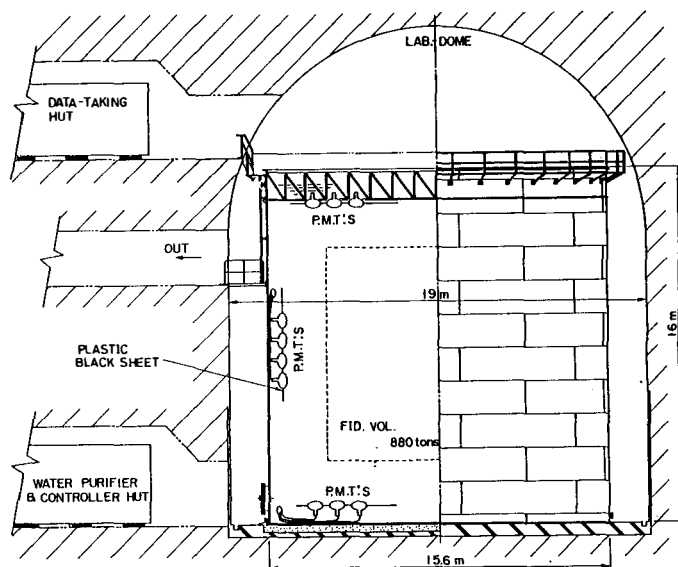 LAB.-DOME
DATA-TAKING
HUT
P.M.T.'S
OUT
19 m
16 m
P.M.T.'S
PLASTIC
BLACK SHEET
FID. VOL.
880 tons
P.M.T.'S
WATER PURIFIER
& CONTROLLER HUT
15.6 m